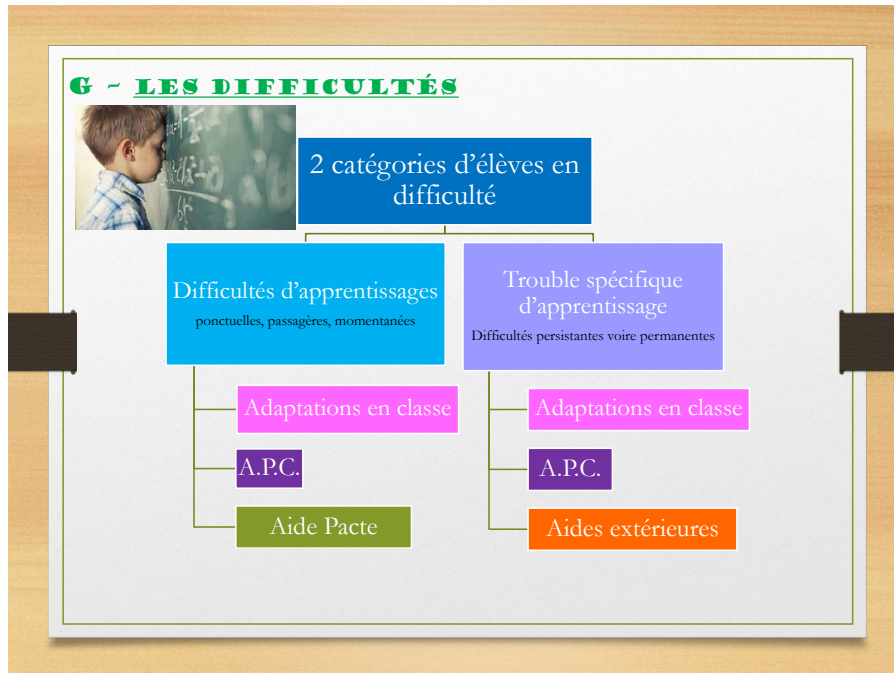 G ~ LES DIFFICULTÉS
2 catégories d'élèves en
difficulté
Difficultés d'apprentissages
ponctuelles, passagères, momentanées
Adaptations en classe
A.P.C.
Aide Pacte
Trouble spécifique
d'apprentissage
Difficultés persistantes voire permanentes
Adaptations en classe
A.P.C.
Aides extérieures